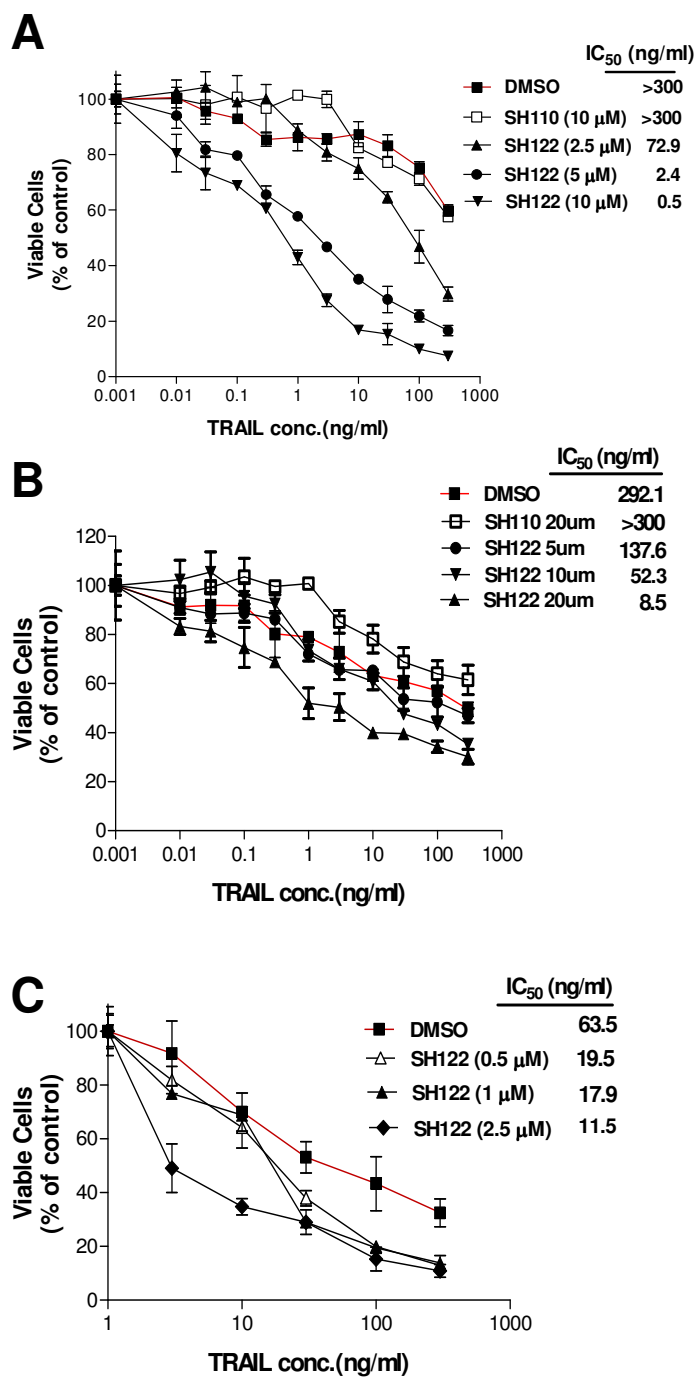 A
IC50 (ng/ml)
DMSO >300
SH110 (10 μM) >300
SH122 (2.5 μM) 72.9
SH122 (5 μM) 2.4
SH122 (10 μM) 0.5
Viable Cells
(% of control)
100
80
60
40
20
0
0.001 0.01 0.1 1 10 100 1000
TRAIL conc.(ng/ml)
B
IC50 (ng/ml)
DMSO 292.1
SH110 20um >300
SH122 5um 137.6
SH122 10um 52.3
SH122 20um 8.5
Viable Cells
(% of control)
120
100
80
60
40
20
0
0.001 0.01 0.1 1 10 100 1000
TRAIL conc.(ng/ml)
C
IC50 (ng/ml)
DMSO 63.5
SH122 (0.5 μM) 19.5
SH122 (1 μM) 17.9
SH122 (2.5 μM) 11.5
Viable Cells
(% of control)
100
80
60
40
20
0
1 10 100 1000
TRAIL conc.(ng/ml)